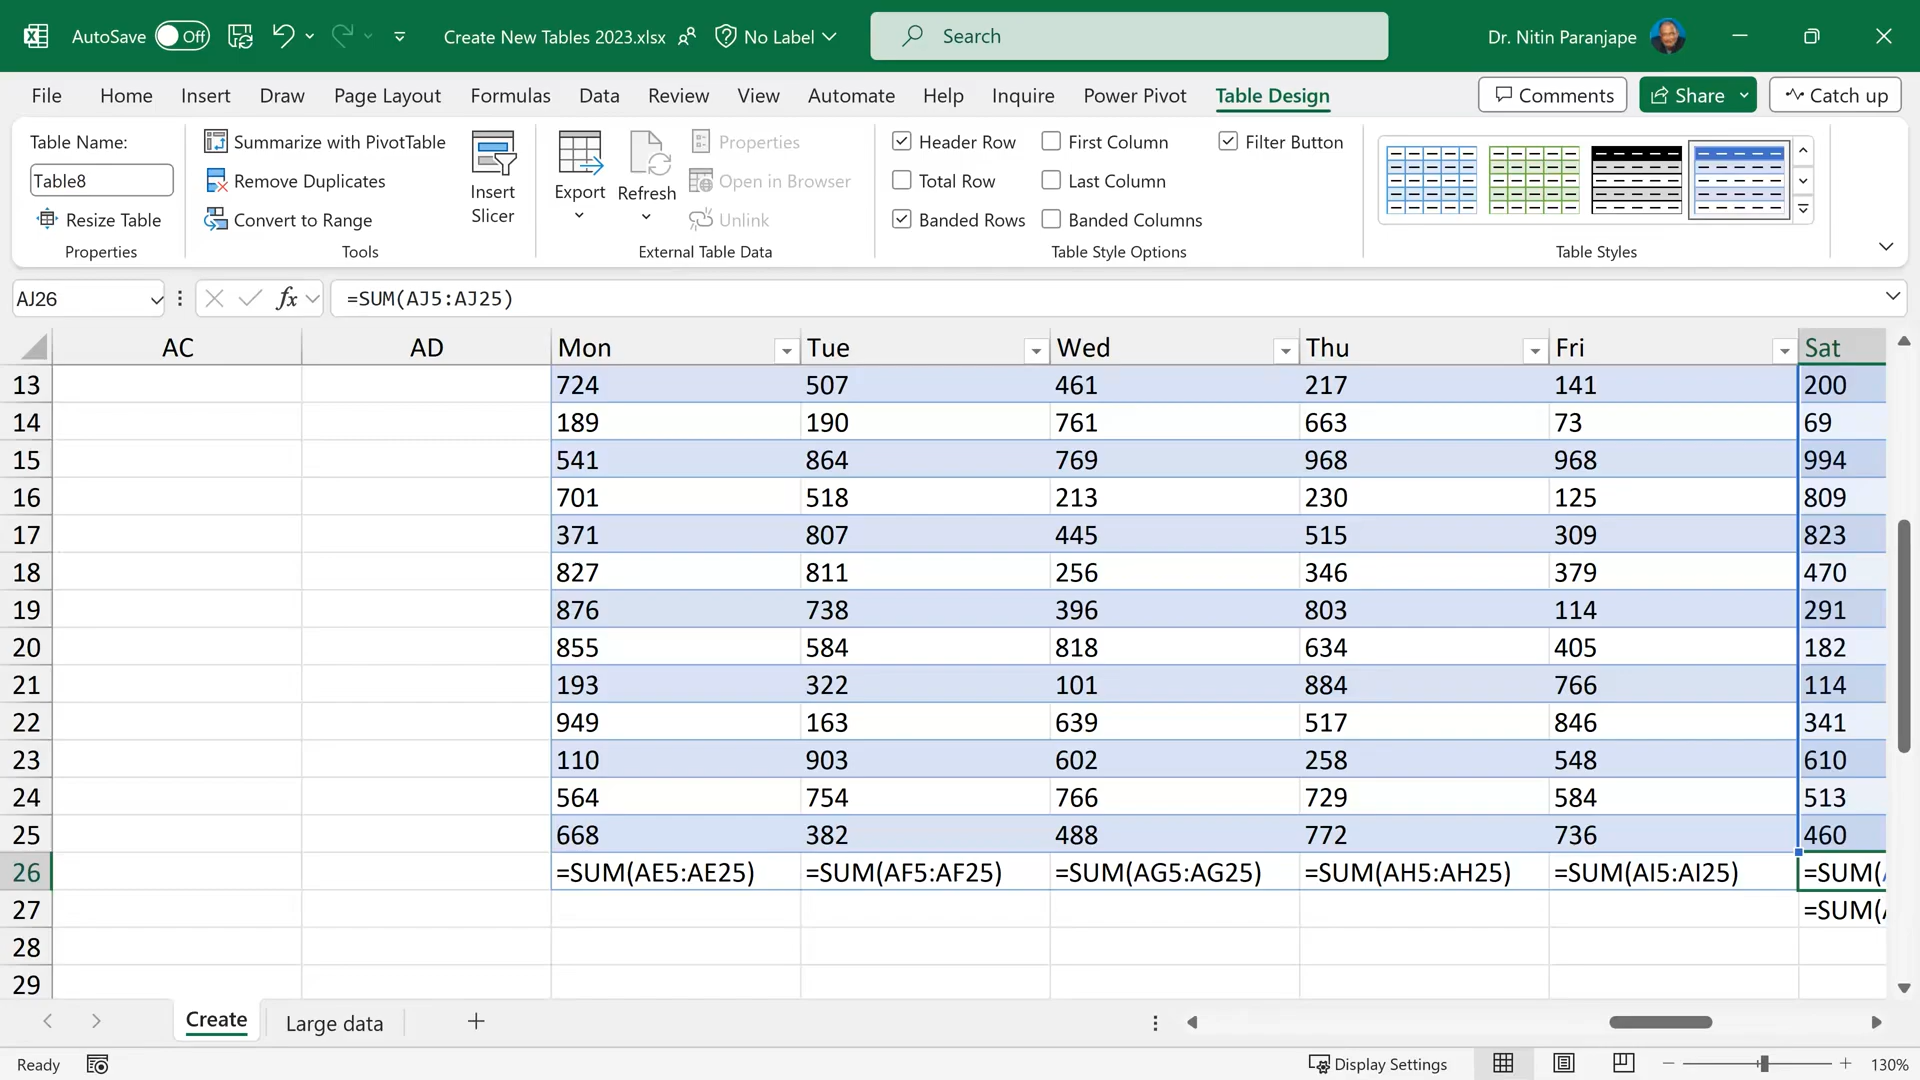 AutoSave Off Create New Tables 2023.xlsx No Label Search Dr. Nitin Paranjape
File Home Insert Draw Page Layout Formulas Data Review View Automate Help Inquire Power Pivot Table Design Comments Share Catch up
Table Name:
Table8
Resize Table
Properties
Summarize with PivotTable
Remove Duplicates
Convert to Range
Tools
Insert
Slicer
Export
Refresh
Properties
Open in Browser
Unlink
External Table Data
Header Row First Column Filter Button
Total Row Last Column
Banded Rows Banded Columns
Table Style Options
Table Styles
AJ26 fx =SUM(AJ5:AJ25)
AC AD Mon Tue Wed Thu Fri Sat
13 724 507 461 217 141 200
14 189 190 761 663 73 69
15 541 864 769 968 968 994
16 701 518 213 230 125 809
17 371 807 445 515 309 823
18 827 811 256 346 379 470
19 876 738 396 803 114 291
20 855 584 818 634 405 182
21 193 322 101 884 766 114
22 949 163 639 517 846 341
23 110 903 602 258 548 610
24 564 754 766 729 584 513
25 668 382 488 772 736 460
26 =SUM(AE5:AE25) =SUM(AF5:AF25) =SUM(AG5:AG25) =SUM(AH5:AH25) =SUM(AI5:AI25) =SUM(
27 =SUM(
28
29
Create Large data
Ready Display Settings 130%